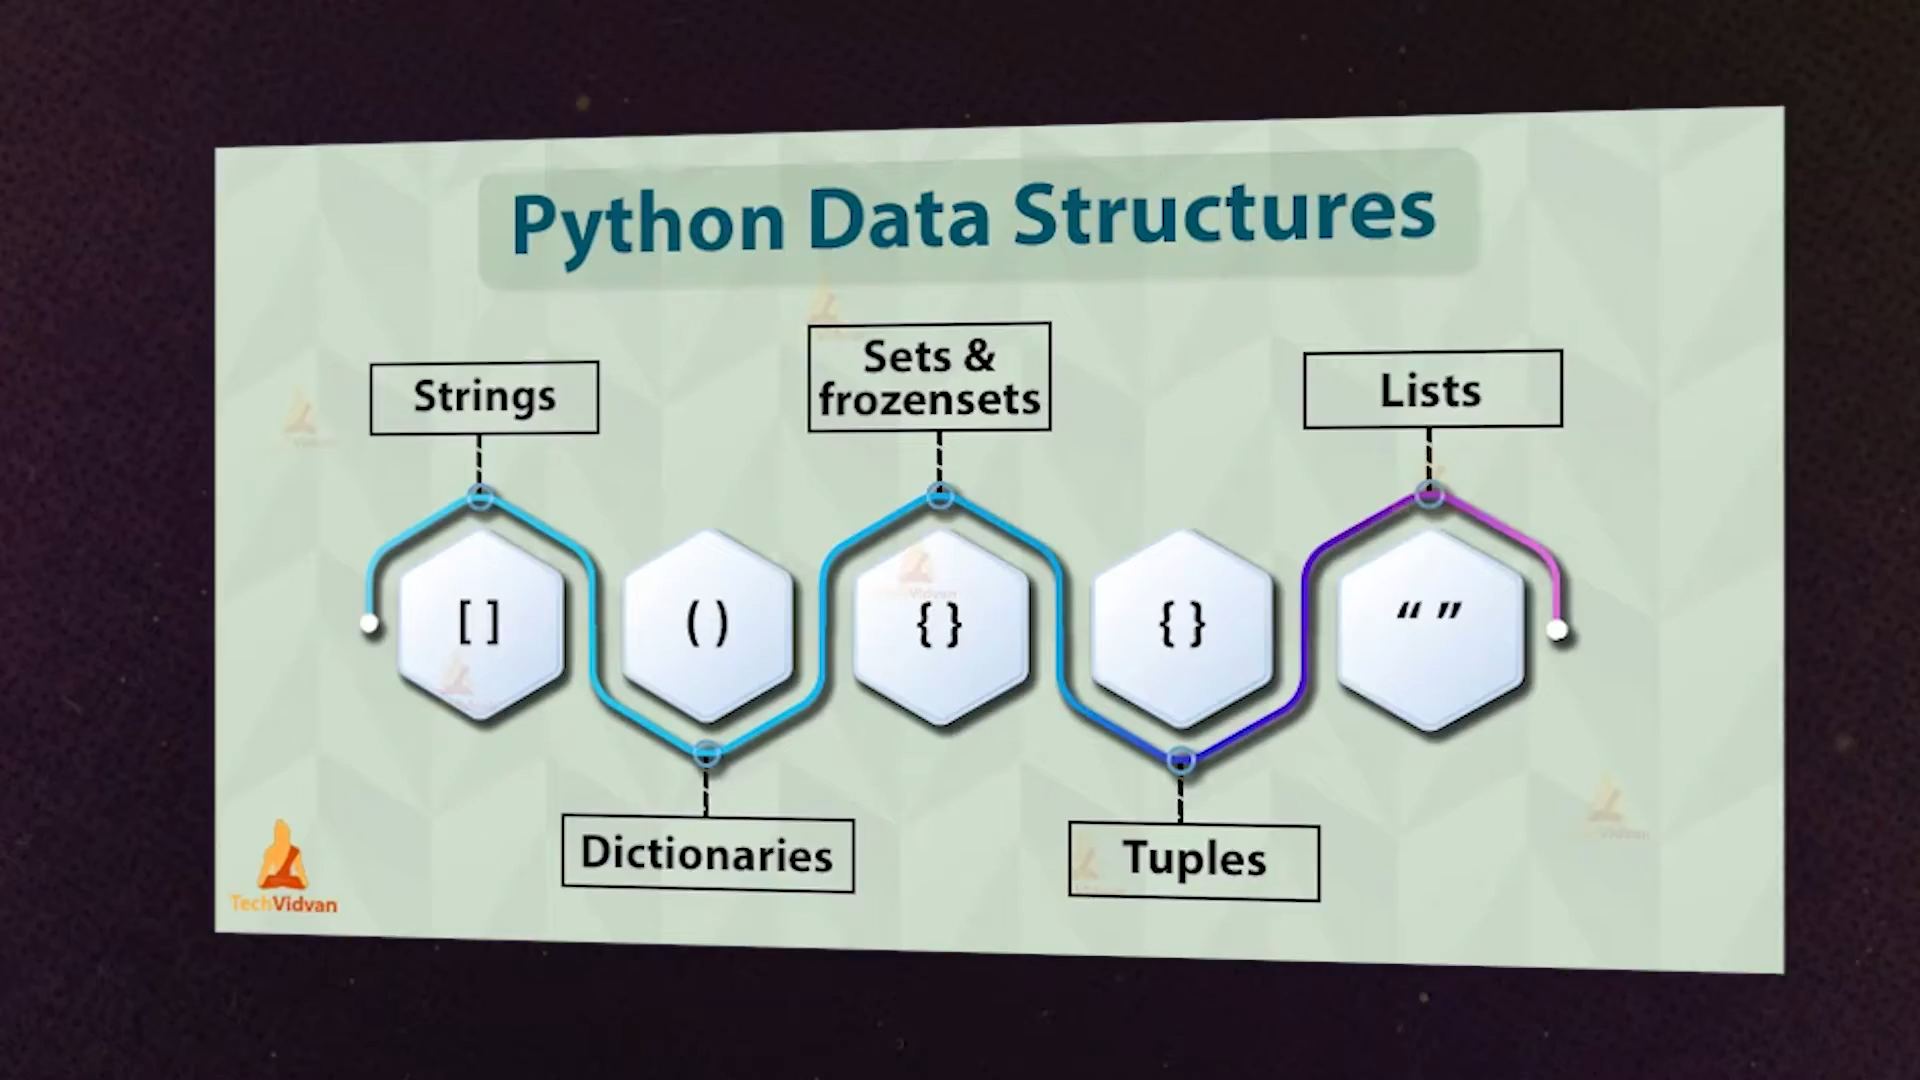 Python Data Structures
Strings
Sets &
frozensets
Lists
[ ]
( )
{ }
{ }
“ ”
Dictionaries
Tuples
TechVidvan